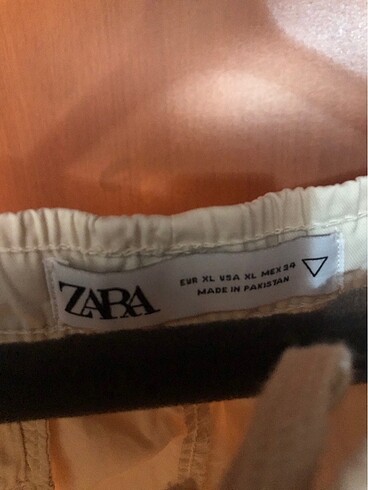 ZARA
EUR XL USA XL MEX 34
MADE IN PAKISTAN